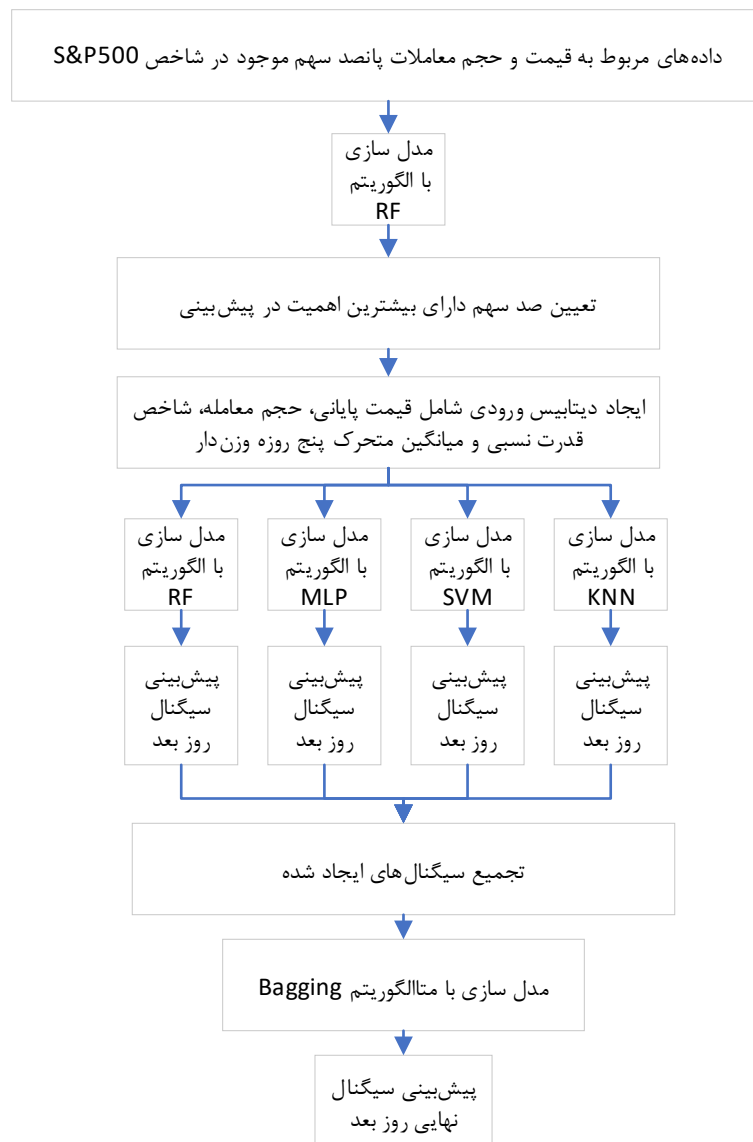 داده‌های مربوط به قیمت و حجم معاملات پانصد سهم موجود در شاخص S&P500
مدل سازی
با الگوریتم
RF
تعیین صد سهم دارای بیشترین اهمیت در پیش‌بینی
ایجاد دیتابیس ورودی شامل قیمت پایانی، حجم معامله، شاخص
قدرت نسبی و میانگین متحرک پنج روزه وزن‌دار
مدل سازی
با الگوریتم
RF
مدل سازی
با الگوریتم
MLP
مدل سازی
با الگوریتم
SVM
مدل سازی
با الگوریتم
KNN
پیش‌بینی
سیگنال
روز بعد
پیش‌بینی
سیگنال
روز بعد
پیش‌بینی
سیگنال
روز بعد
پیش‌بینی
سیگنال
روز بعد
تجمیع سیگنال‌های ایجاد شده
مدل سازی با متاالگوریتم Bagging
پیش‌بینی سیگنال
نهایی روز بعد